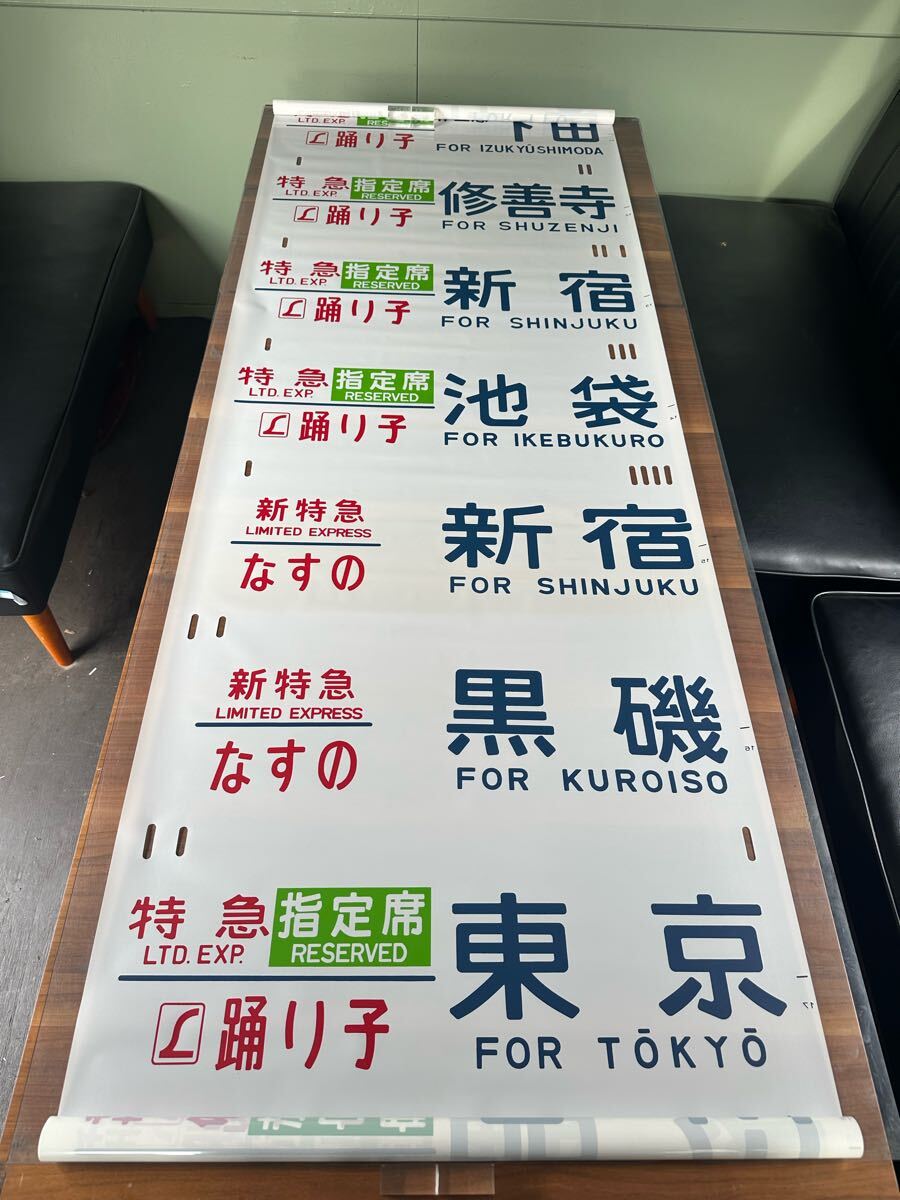 LTD. EXP.
踊り子
下田
FOR IZUKYŪSHIMODA
特急 指定席
LTD. EXP. RESERVED
踊り子
修善寺
FOR SHUZENJI
特急 指定席
LTD. EXP. RESERVED
踊り子
新宿
FOR SHINJUKU
特急 指定席
LTD. EXP. RESERVED
踊り子
池袋
FOR IKEBUKURO
新特急
LIMITED EXPRESS
なすの
新宿
FOR SHINJUKU
新特急
LIMITED EXPRESS
なすの
黒磯
FOR KUROISO
16
特急 指定席
LTD. EXP. RESERVED
踊り子
東京
FOR TŌKYŌ
17